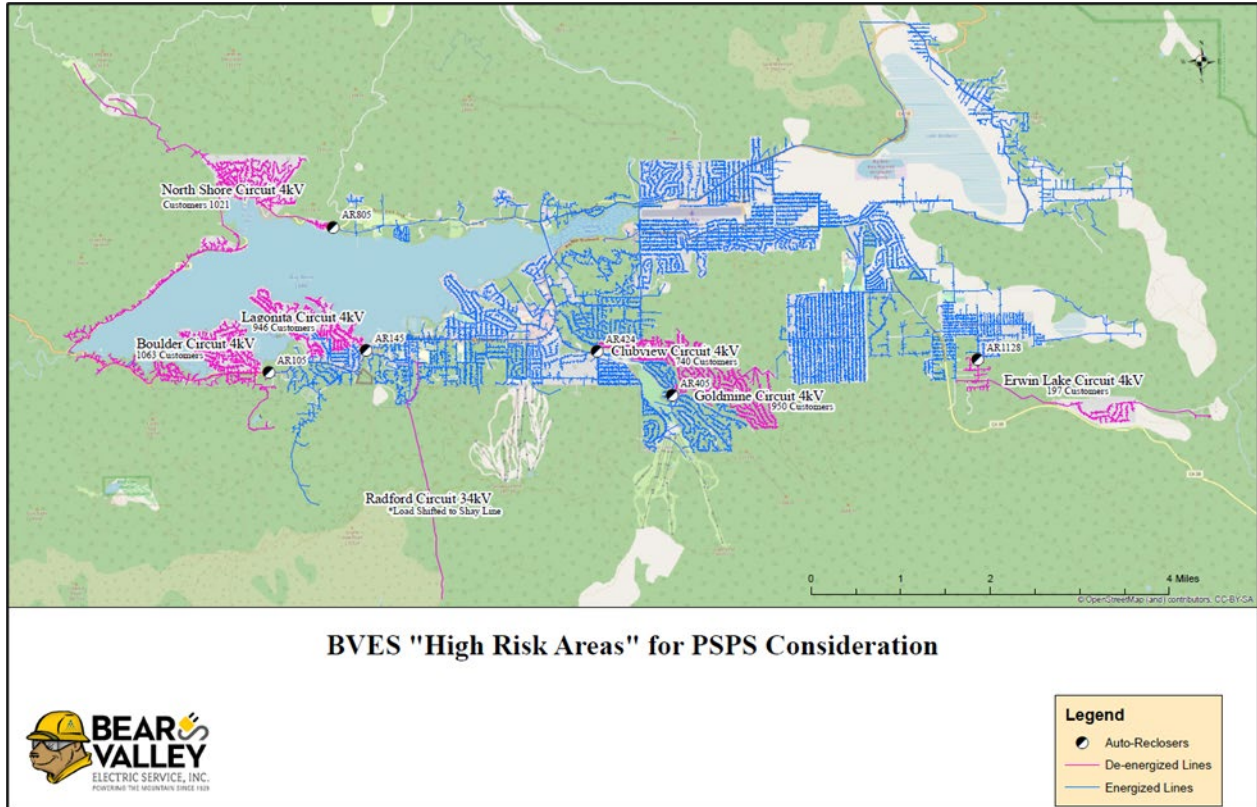 North Shore Circuit 4kV
Customers 1021
AR805
Lagonita Circuit 4kV
946 Customers
AR145
Boulder Circuit 4kV
1063 Customers
AR105
AR424
Clubview Circuit 4kV
740 Customers
AR405
Goldmine Circuit 4kV
950 Customers
AR1128
Erwin Lake Circuit 4kV
197 Customers
Radford Circuit 34kV
*Load Shifted to Shay Line
0 1 2 4 Miles
© OpenStreetMap (and) contributors, CC-BY-SA
BVES "High Risk Areas" for PSPS Consideration
BEAR
VALLEY
ELECTRIC SERVICE, INC.
POWERING THE MOUNTAIN SINCE 1929
Legend
Auto-Reclosers
De-energized Lines
Energized Lines